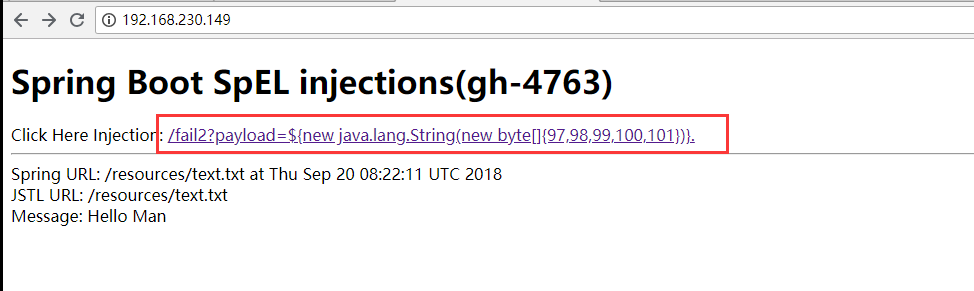 192.168.230.149
Spring Boot SpEL injections(gh-4763)
Click Here Injection: /fail2?payload=${new java.lang.String(new byte[]{97,98,99,100,101})}.
Spring URL: /resources/text.txt at Thu Sep 20 08:22:11 UTC 2018
JSTL URL: /resources/text.txt
Message: Hello Man